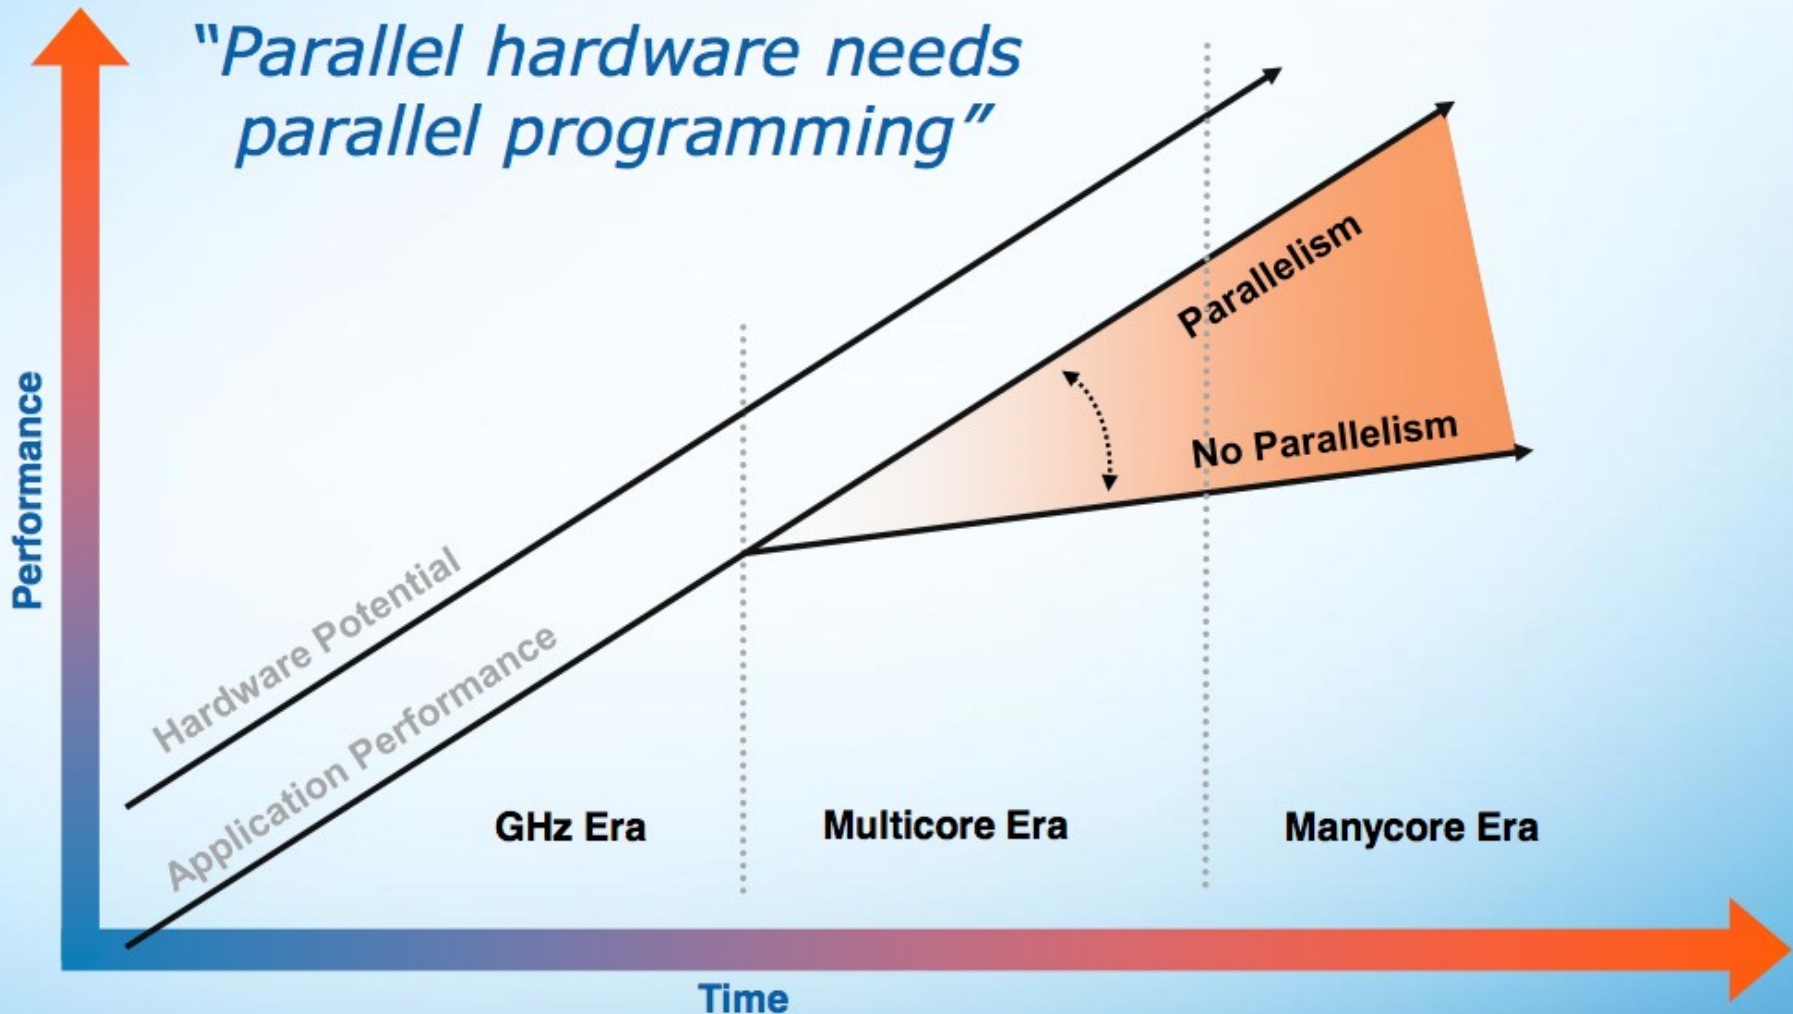 “Parallel hardware needs
parallel programming”
Performance
Hardware Potential
Application Performance
Parallelism
No Parallelism
GHz Era
Multicore Era
Manycore Era
Time